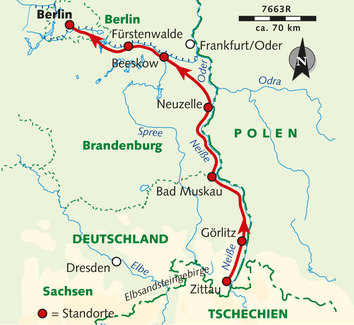 Berlin
Berlin
Fürstenwalde
Frankfurt/Oder
Beeskow
7663R
ca. 70 km
N
Oder
Odra
Neuzelle
Spree
POLEN
Brandenburg
Neiße
Bad Muskau
Görlitz
DEUTSCHLAND
Neiße
Dresden
Elbe
Elbsandsteingebirge
Zittau
Sachsen
= Standorte
TSCHECHIEN